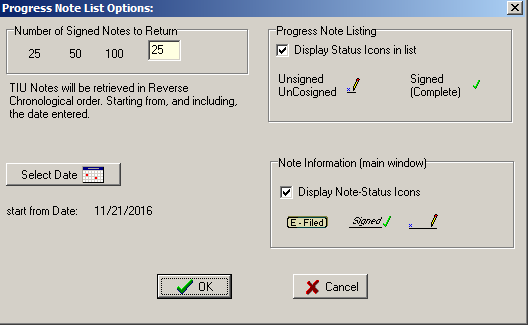 Progress Note List Options:
Number of Signed Notes to Return
25 50 100 25
TIU Notes will be retrieved in Reverse
Chronological order. Starting from, and including,
the date entered.
Select Date
start from Date: 11/21/2016
Progress Note Listing
Display Status Icons in list
Unsigned
UnCosigned
Signed
(Complete)
Note Information (main window)
Display Note-Status Icons
E - Filed
Signed
OK
Cancel